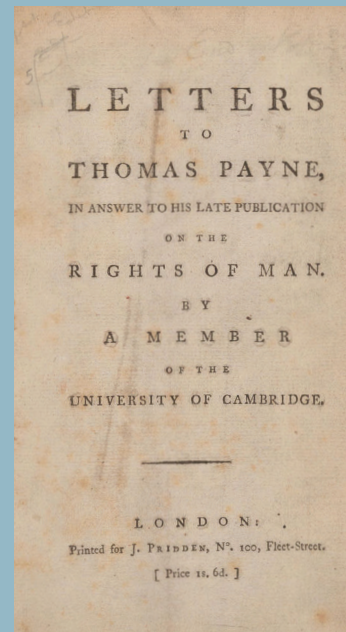 LETTERS
TO
THOMAS PAYNE,
IN ANSWER TO HIS LATE PUBLICATION
ON THE
RIGHTS OF MAN.
BY
A MEMBER
OF THE
UNIVERSITY OF CAMBRIDGE.
LONDON:
Printed for J. PRIDDEN, Nº. 100, Fleet-Street.
[ Price 1s. 6d. ]